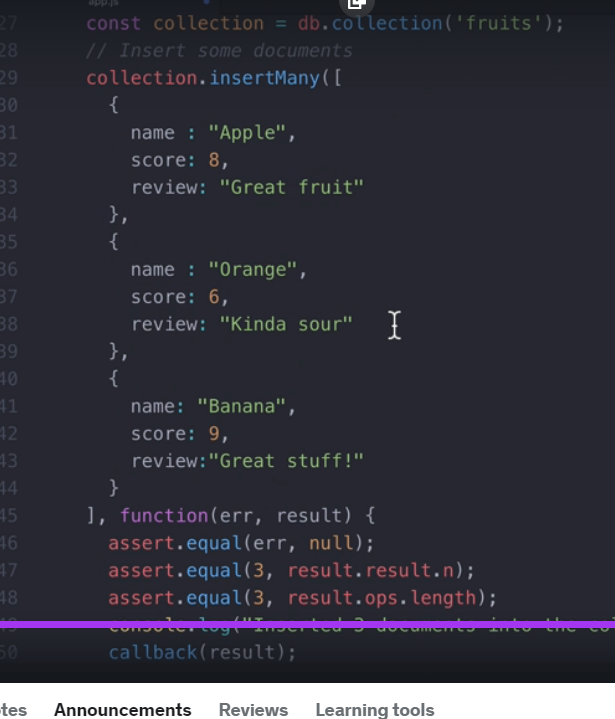 app.js
27 const collection = db.collection('fruits');
28 // Insert some documents
29 collection.insertMany([
30 {
31 name : "Apple",
32 score: 8,
33 review: "Great fruit"
34 },
35 {
36 name : "Orange",
37 score: 6,
38 review: "Kinda sour"
39 },
40 {
41 name: "Banana",
42 score: 9,
43 review:"Great stuff!"
44 }
45 ], function(err, result) {
46 assert.equal(err, null);
47 assert.equal(3, result.result.n);
48 assert.equal(3, result.ops.length);
49 console.log("Inserted 3 documents into the co
50 callback(result);
tes Announcements Reviews Learning tools